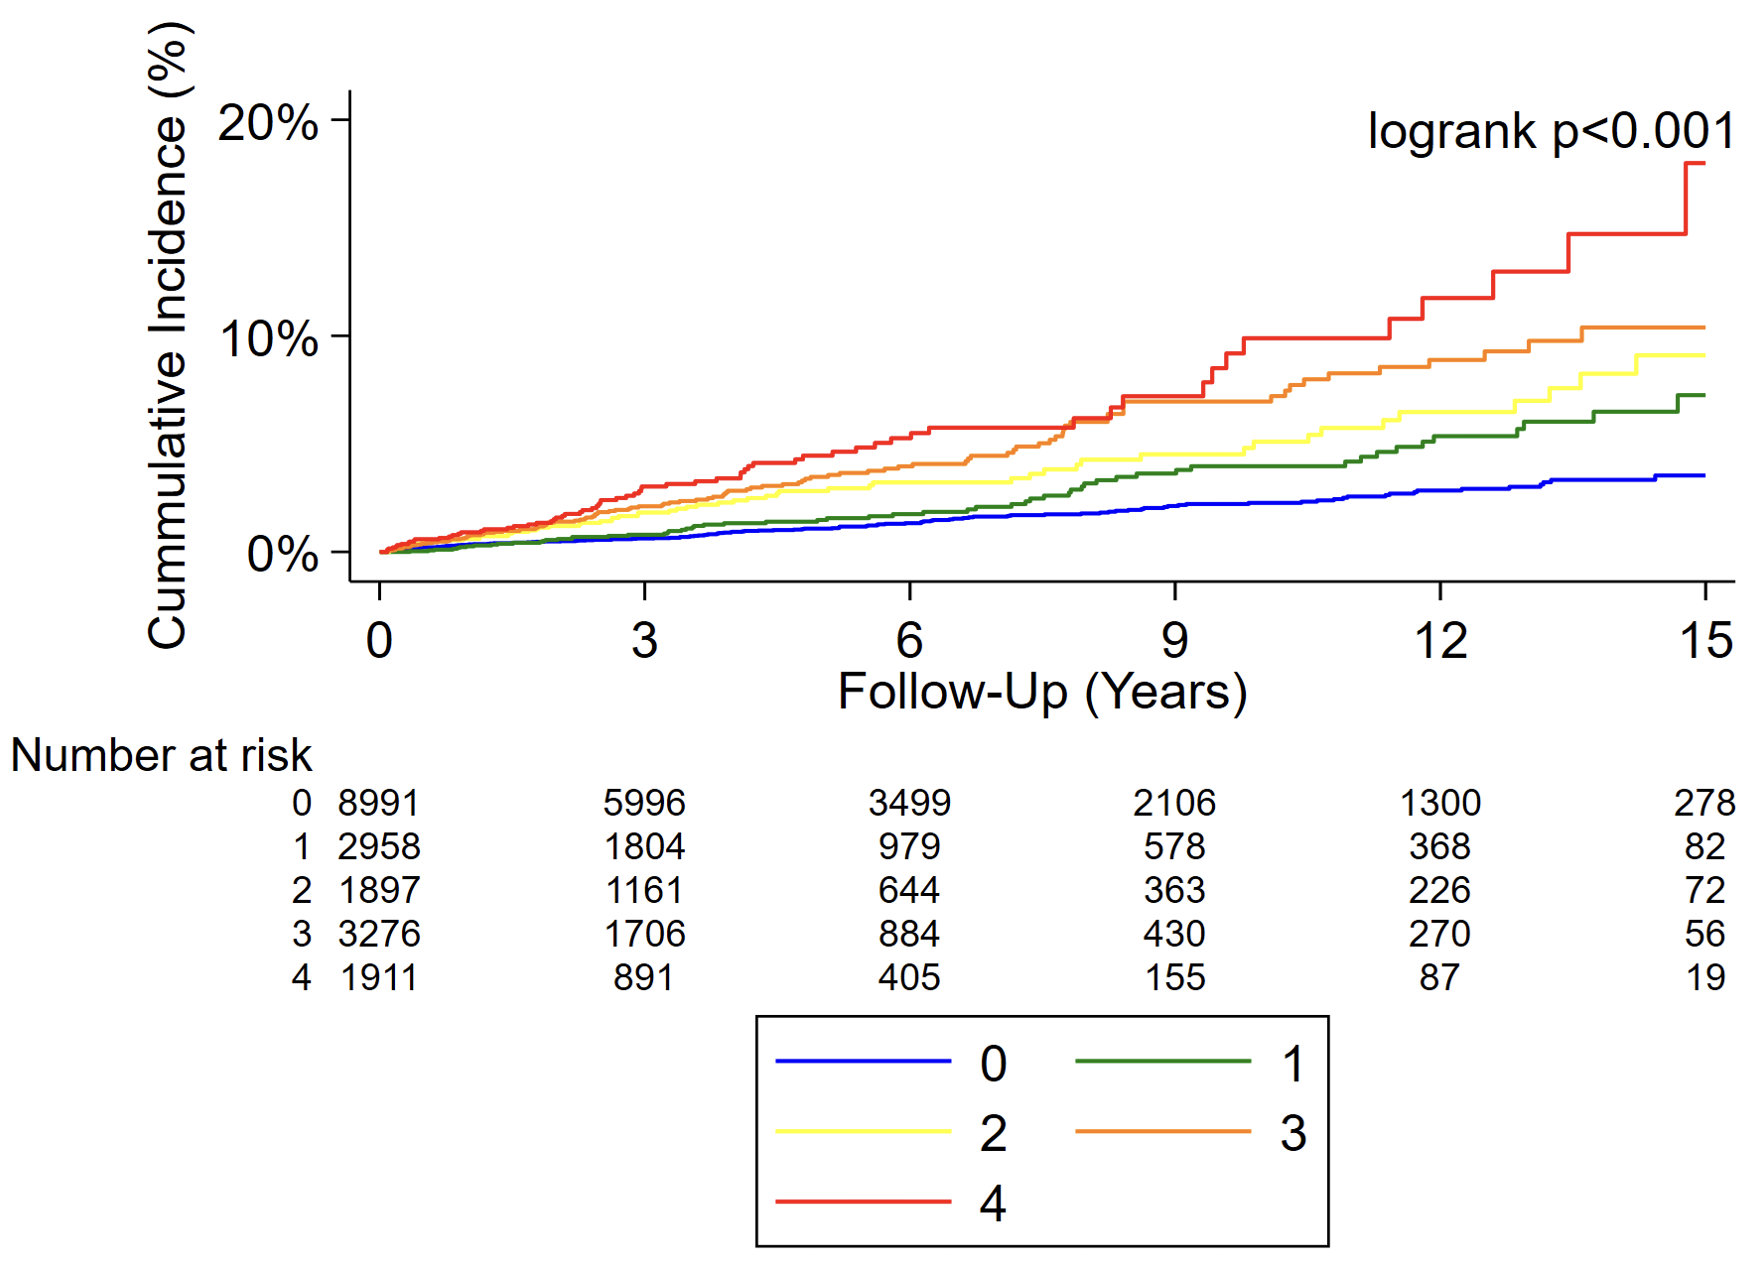 Cummulative Incidence (%)
20%
10%
0%
logrank p<0.001
0 3 6 9 12 15
Follow-Up (Years)
Number at risk
0 8991 5996 3499 2106 1300 278
1 2958 1804 979 578 368 82
2 1897 1161 644 363 226 72
3 3276 1706 884 430 270 56
4 1911 891 405 155 87 19
0 1
2 3
4